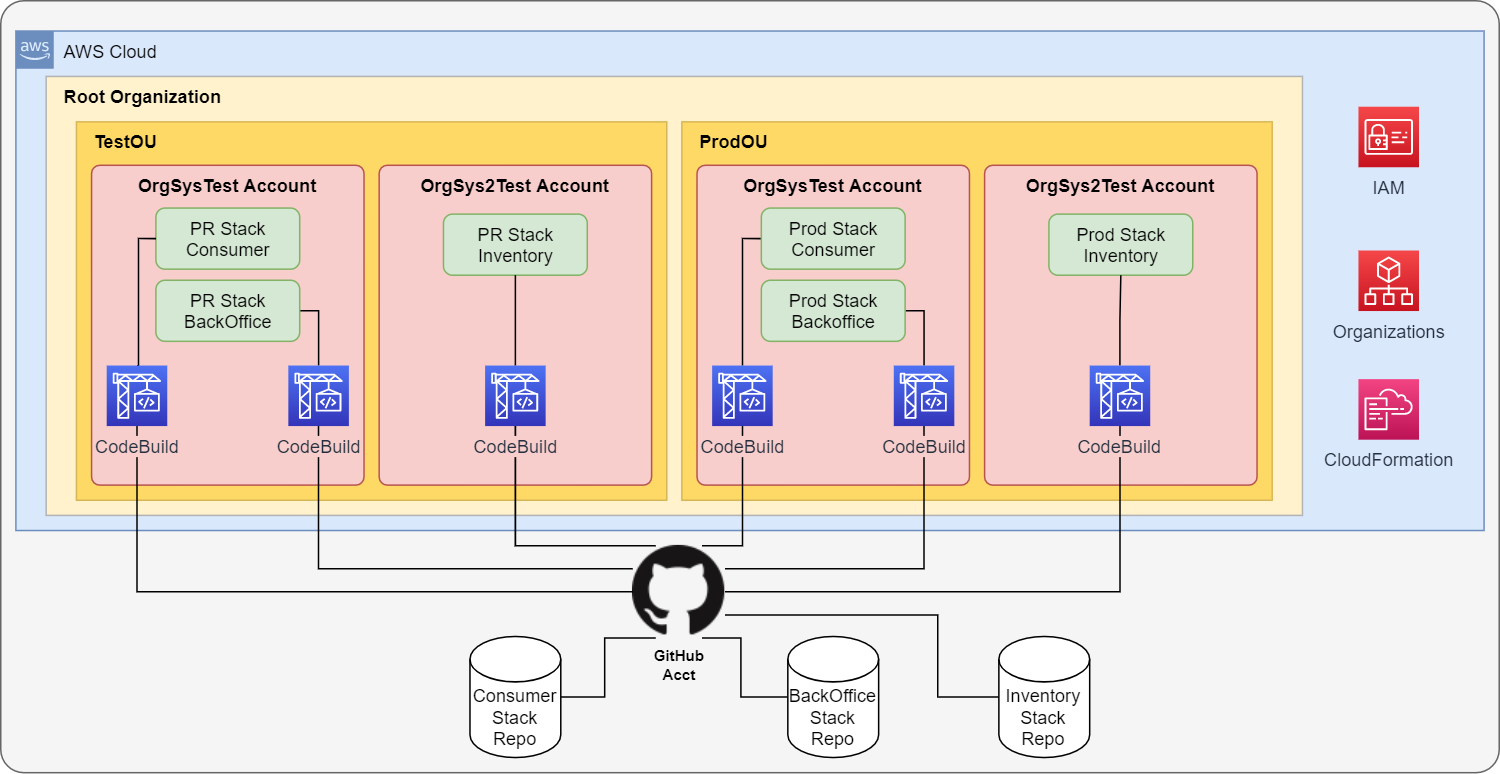 aws
AWS Cloud
Root Organization
TestOU
OrgSysTest Account
PR Stack
Consumer
PR Stack
BackOffice
CodeBuild
CodeBuild
OrgSys2Test Account
PR Stack
Inventory
CodeBuild
ProdOU
OrgSysTest Account
Prod Stack
Consumer
Prod Stack
Backoffice
CodeBuild
CodeBuild
OrgSys2Test Account
Prod Stack
Inventory
CodeBuild
IAM
Organizations
CloudFormation
GitHub
Acct
Consumer
Stack
Repo
BackOffice
Stack
Repo
Inventory
Stack
Repo